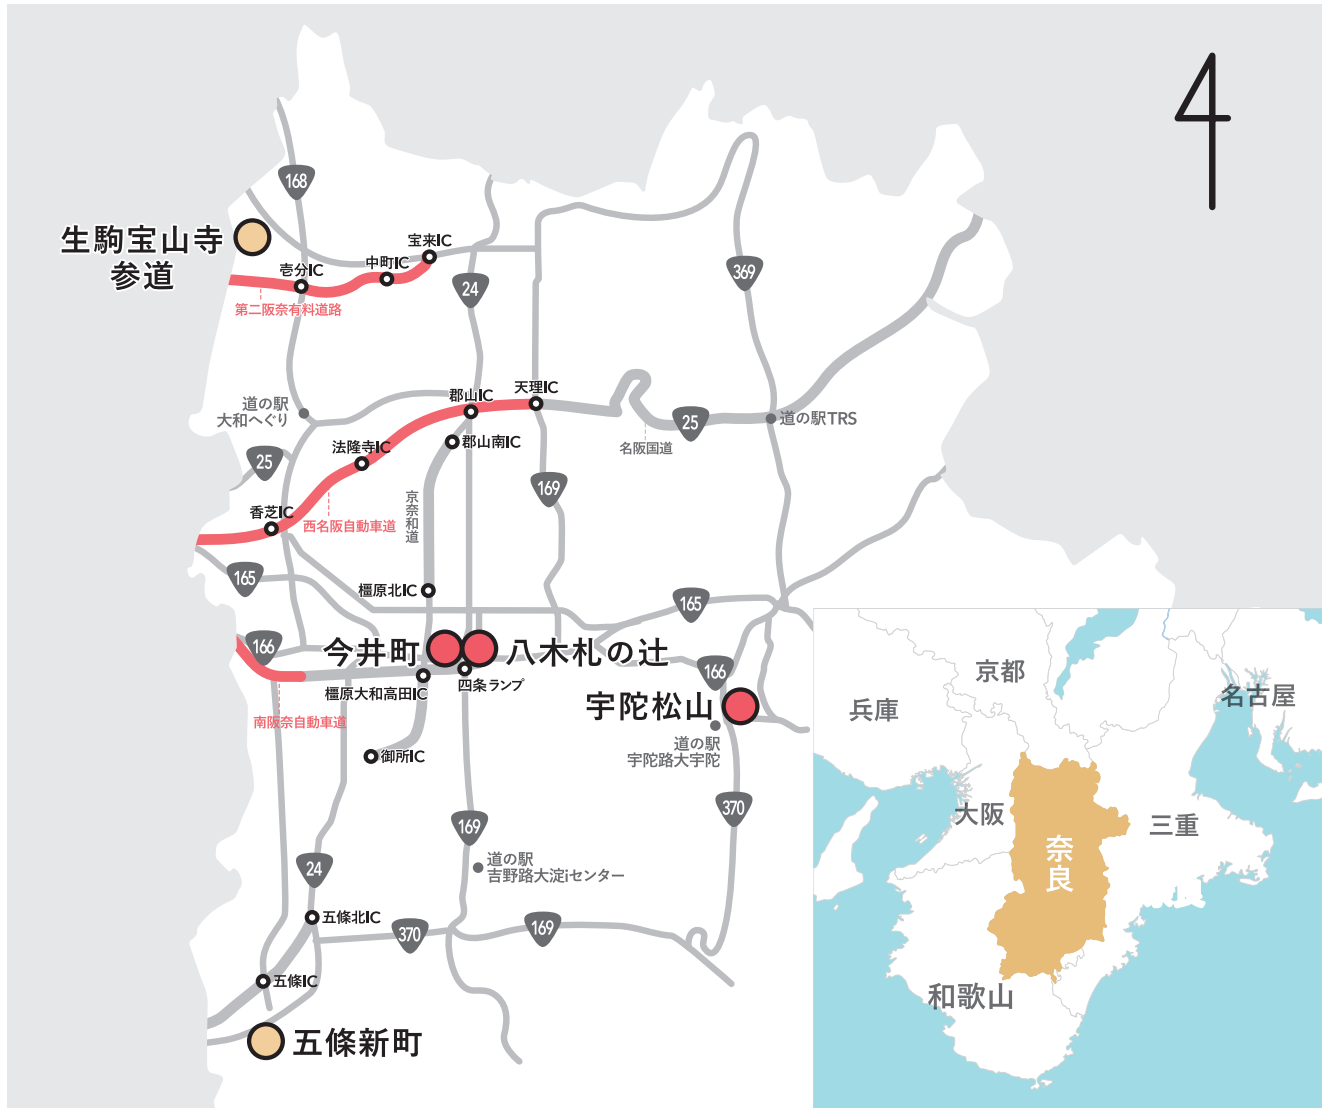 168
生駒宝山寺
参道
宝来IC
中町IC
壱分IC
第二阪奈有料道路
24
369
道の駅
大和へぐり
郡山IC
天理IC
25
道の駅TRS
名阪国道
郡山南IC
法隆寺IC
25
169
京奈和道
香芝IC
西名阪自動車道
165
橿原北IC
165
166
今井町
八木札の辻
166
橿原大和高田IC
四条ランプ
宇陀松山
南阪奈自動車道
道の駅
宇陀路大宇陀
御所IC
370
169
道の駅
吉野路大淀iセンター
24
五條北IC
370
169
五條IC
五條新町
京都
兵庫
名古屋
大阪
三重
奈良
和歌山